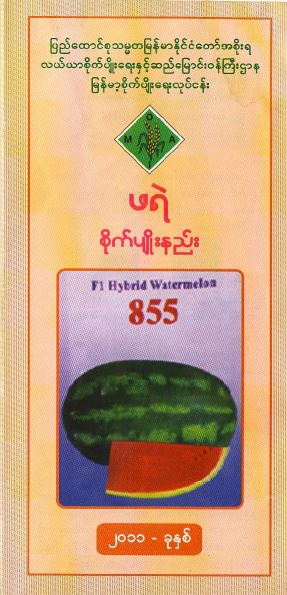 ပြည်ထောင်စုသမ္မတမြန်မာနိုင်ငံတော်အစိုးရ
လယ်ယာစိုက်ပျိုးရေးနှင့်ဆည်မြောင်းဝန်ကြီးဌာန
မြန်မာ့စိုက်ပျိုးရေးလုပ်ငန်း
O
M A
ဖရဲ
စိုက်ပျိုးနည်း
F1 Hybrid Watermelon
855
၂၀၁၁ - ခုနှစ်